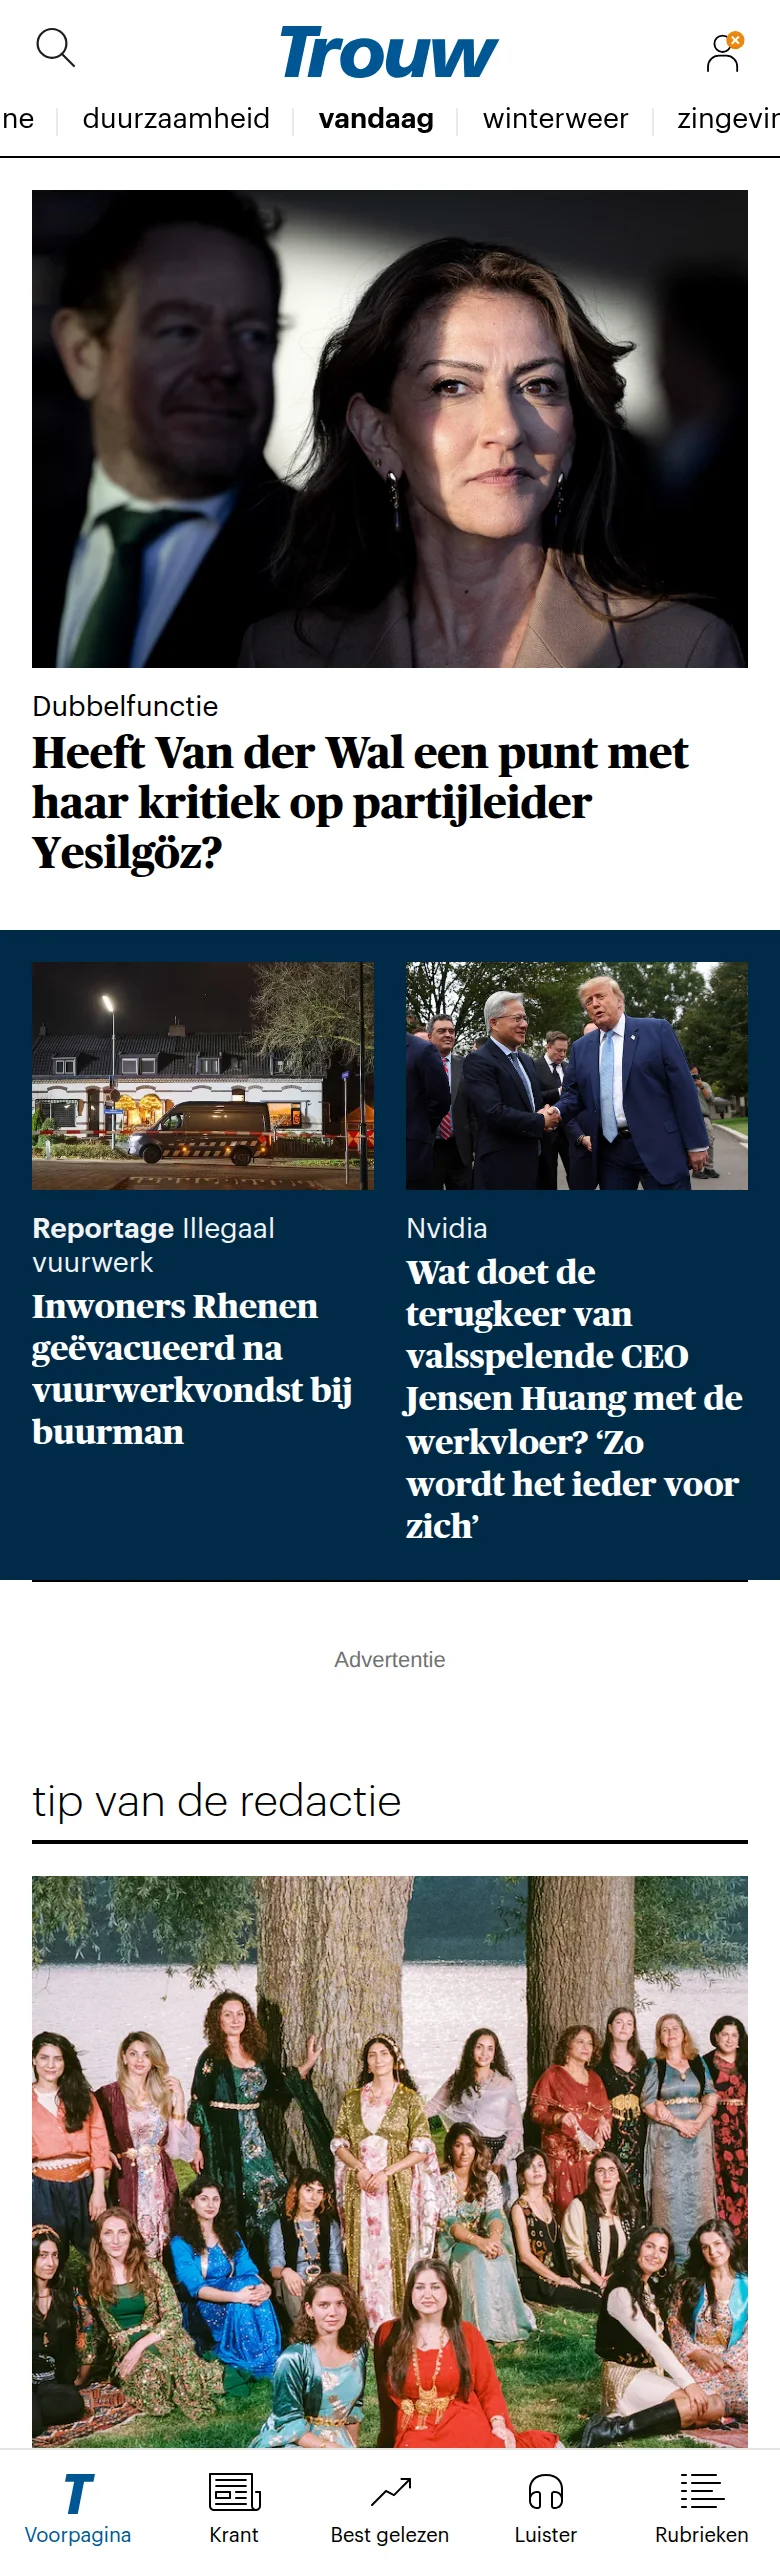 Trouw
ne
duurzaamheid
vandaag
winterweer
zingevin
Dubbelfunctie
Heeft Van der Wal een punt met
haar kritiek op partijleider
Yesilgöz?
Reportage Illegaal
vuurwerk
Inwoners Rhenen
geëvacueerd na
vuurwerkvondst bij
buurman
Nvidia
Wat doet de
terugkeer van
valsspelende CEO
Jensen Huang met de
werkvloer? ‘Zo
wordt het ieder voor
zich’
Advertentie
tip van de redactie
T
Voorpagina
Krant
Best gelezen
Luister
Rubrieken